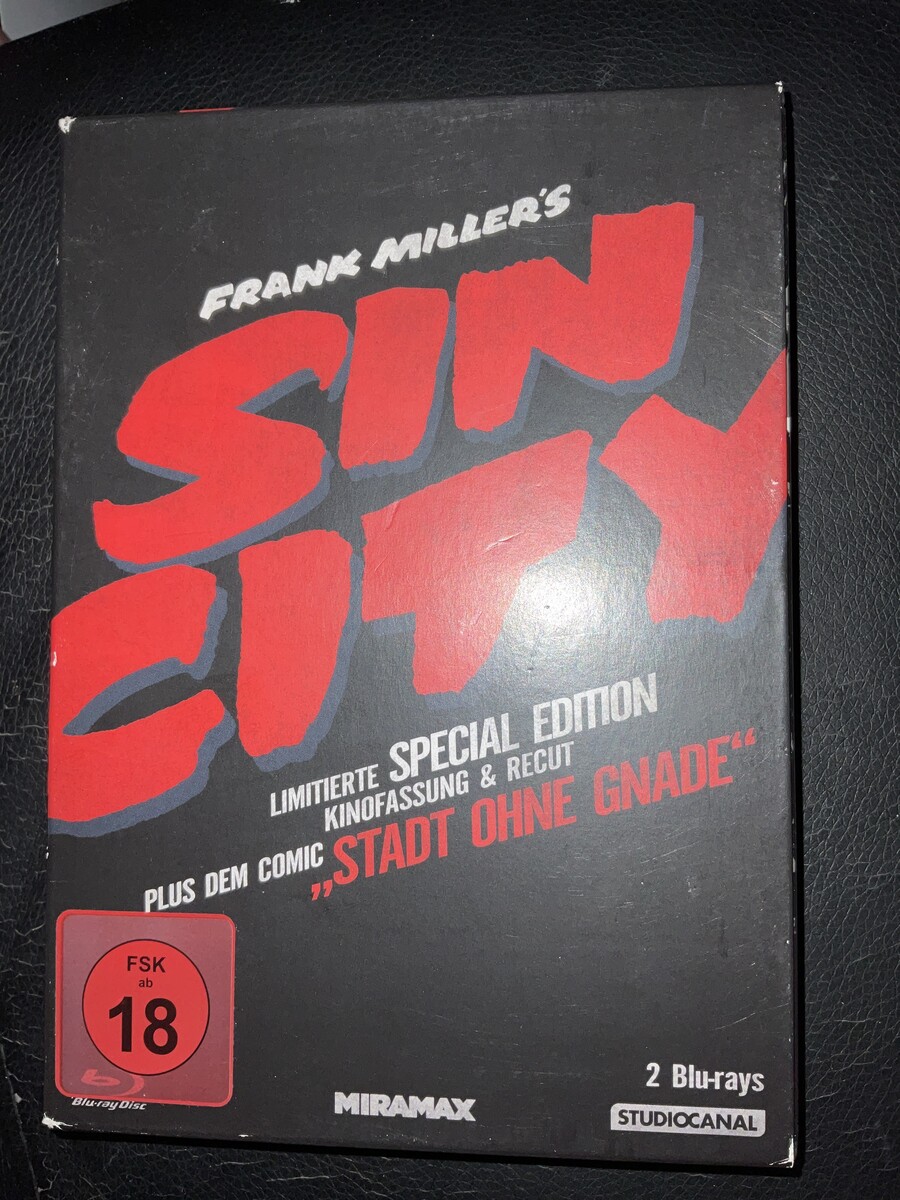 FRANK MILLER'S
SIN
CITY
LIMITIERTE SPECIAL EDITION
KINOFASSUNG & RECUT
PLUS DEM COMIC „STADT OHNE GNADE“
FSK
ab
18
Blu-ray Disc
MIRAMAX
2 Blu-rays
STUDIOCANAL